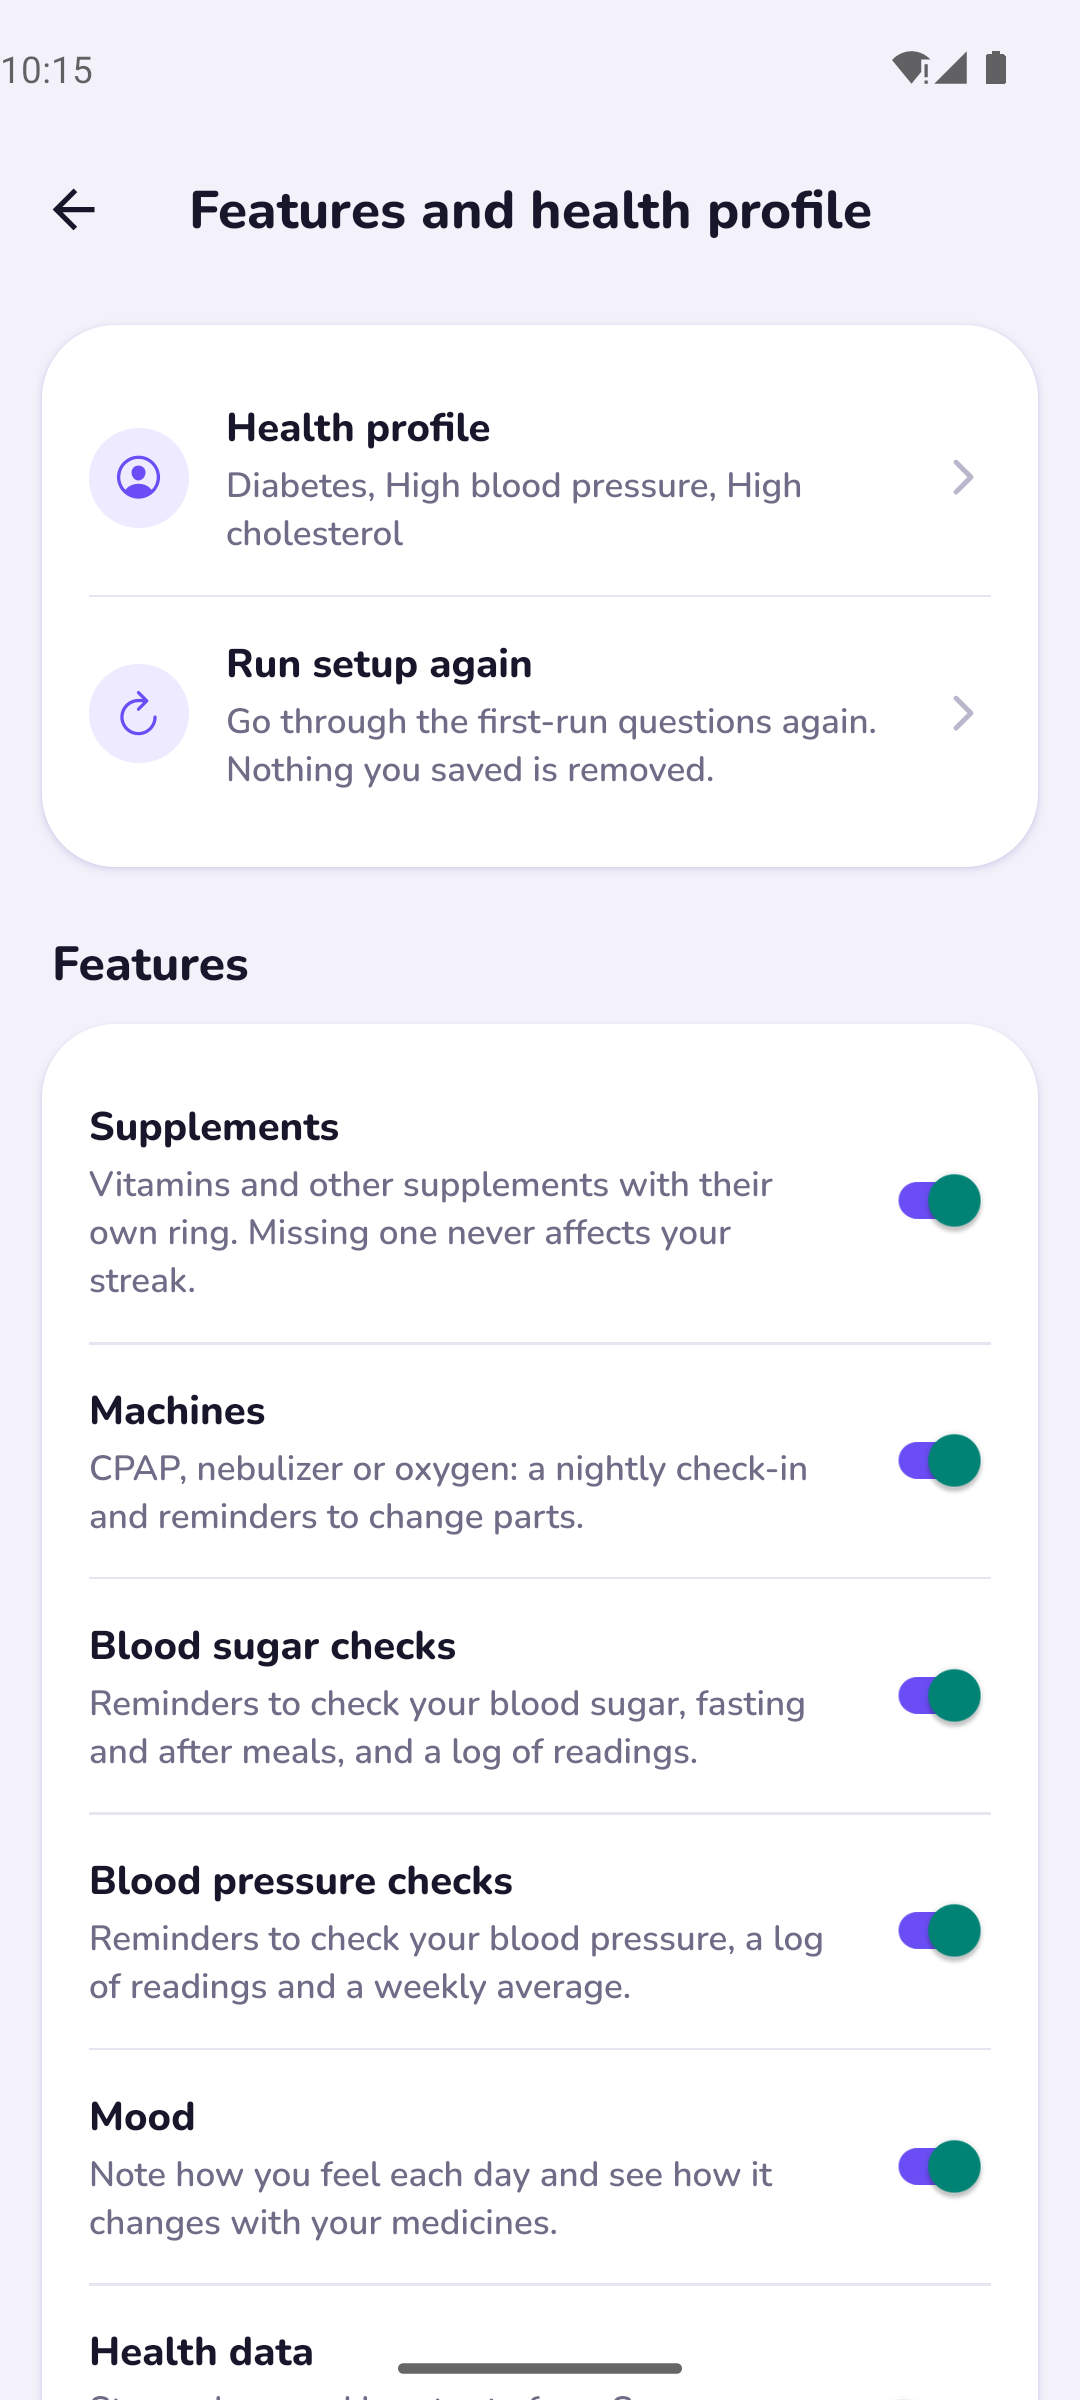 10:15
Features and health profile
Health profile
Diabetes, High blood pressure, High
cholesterol
Run setup again
Go through the first-run questions again.
Nothing you saved is removed.
Features
Supplements
Vitamins and other supplements with their
own ring. Missing one never affects your
streak.
Machines
CPAP, nebulizer or oxygen: a nightly check-in
and reminders to change parts.
Blood sugar checks
Reminders to check your blood sugar, fasting
and after meals, and a log of readings.
Blood pressure checks
Reminders to check your blood pressure, a log
of readings and a weekly average.
Mood
Note how you feel each day and see how it
changes with your medicines.
Health data